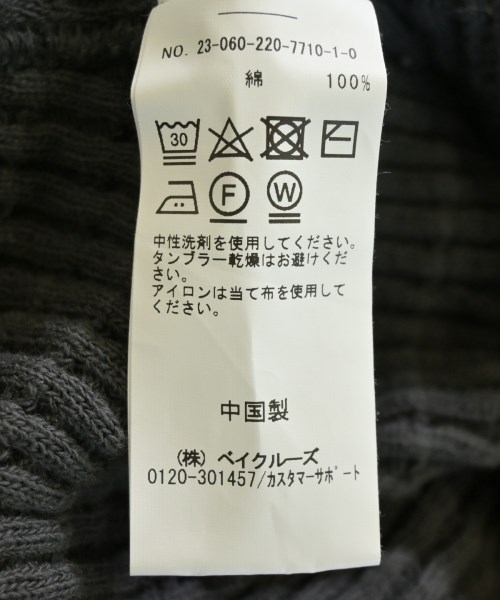 NO. 23-060-220-7710-1-0
綿 100%
30
F W
中性洗剤を使用してください。
タンブラー乾燥はお避けくだ
さい。
アイロンは当て布を使用して
ください。
中国製
(株) ベイクルーズ
0120-301457/カスタマーサポート